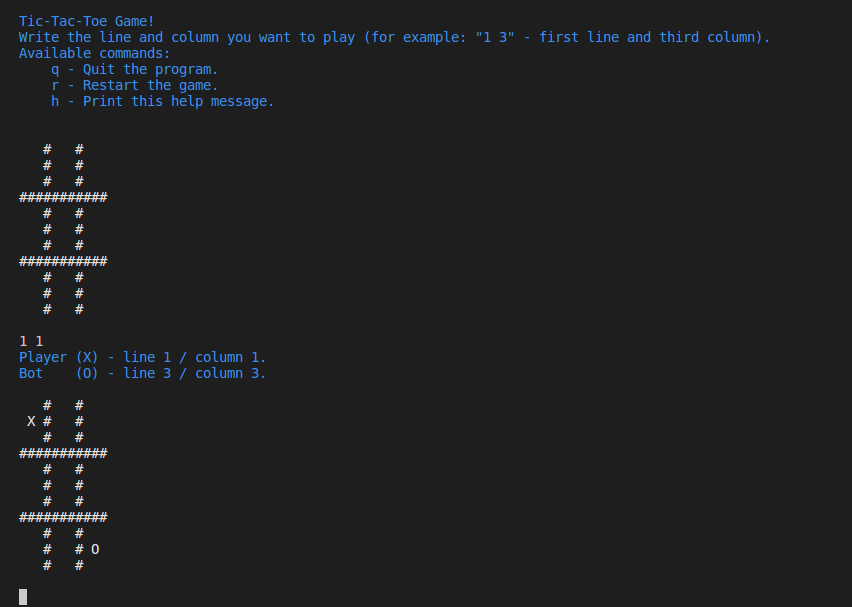 Tic-Tac-Toe Game!
Write the line and column you want to play (for example: "1 3" - first line and third column).
Available commands:
    q - Quit the program.
    r - Restart the game.
    h - Print this help message.

   #   #
   #   #
   #   #
###########
   #   #
   #   #
   #   #
###########
   #   #
   #   #
   #   #

1 1
Player (X) - line 1 / column 1.
Bot    (O) - line 3 / column 3.

   #   #
 X #   #
   #   #
###########
   #   #
   #   #
   #   #
###########
   #   #
   #   # O
   #   #